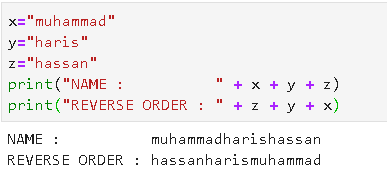 x="muhammad"
y="haris"
z="hassan"
print("NAME :           " + x + y + z)
print("REVERSE ORDER : " + z + y + x)
NAME :           muhammadharishassan
REVERSE ORDER : hassanharismuhammad